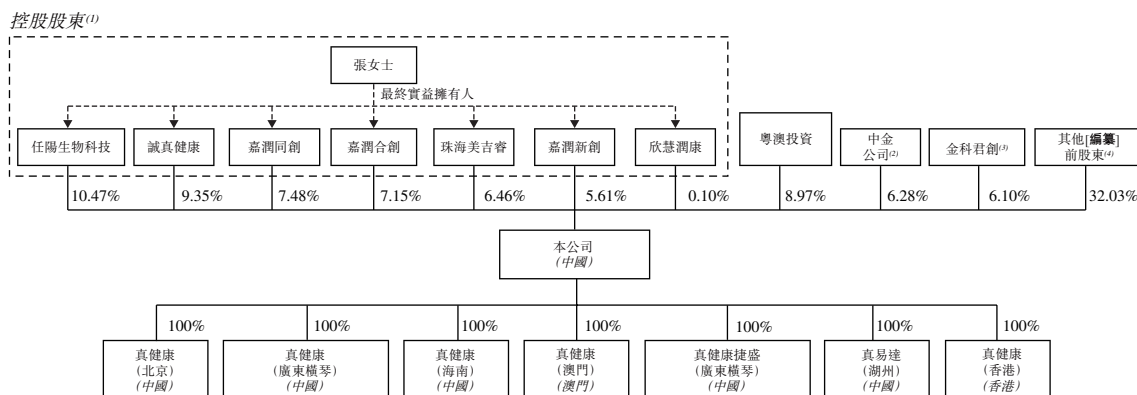 控股股東(1)
張女士
最終實益擁有人
任陽生物科技
誠真健康
嘉潤同創
嘉潤合創
珠海美吉睿
嘉潤新創
欣慧潤康
粵澳投資
中金
公司(2)
金科君創(3)
其他[編纂]
前股東(4)
10.47%
9.35%
7.48%
7.15%
6.46%
5.61%
0.10%
8.97%
6.28%
6.10%
32.03%
本公司
(中國)
100%
100%
100%
100%
100%
100%
100%
真健康
(北京)
(中國)
真健康
(廣東橫琴)
(中國)
真健康
(海南)
(中國)
真健康
(澳門)
(澳門)
真健康捷盛
(廣東橫琴)
(中國)
真易達
(湖州)
(中國)
真健康
(香港)
(香港)